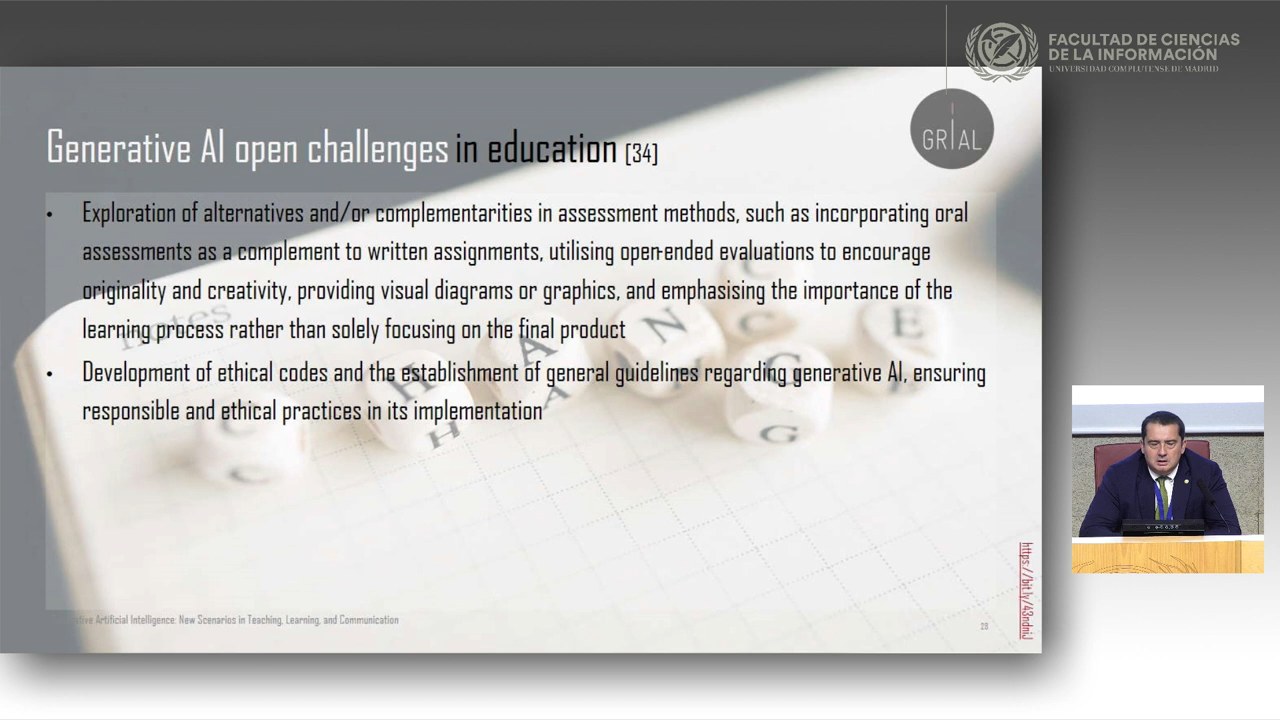 FACULTAD DE CIENCIAS
DE LA INFORMACIÓN
UNIVERSIDAD COMPLUTENSE DE MADRID
GRIAL
Generative AI open challenges in education [34]
• Exploration of alternatives and/or complementarities in assessment methods, such as incorporating oral
assessments as a complement to written assignments, utilising open-ended evaluations to encourage
originality and creativity, providing visual diagrams or graphics, and emphasising the importance of the
learning process rather than solely focusing on the final product
• Development of ethical codes and the establishment of general guidelines regarding generative AI, ensuring
responsible and ethical practices in its implementation
Notes
C H A N G E
C H A N G E
Artificial Intelligence: New Scenarios in Teaching, Learning, and Communication
https://bit.ly/43ndniJ